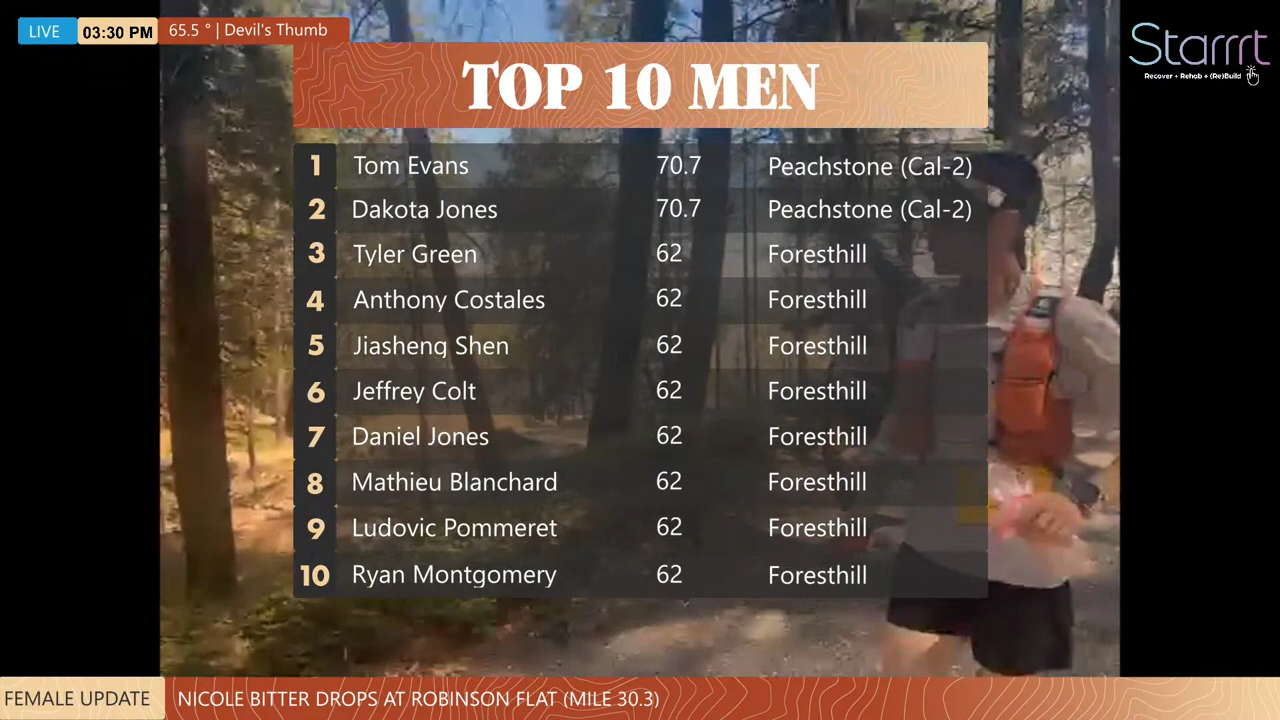 LIVE 03:30 PM 65.5 ° | Devil's Thumb
Starrrt
Recover + Rehab + (Re)Build
TOP 10 MEN
1 Tom Evans 70.7 Peachstone (Cal-2)
2 Dakota Jones 70.7 Peachstone (Cal-2)
3 Tyler Green 62 Foresthill
4 Anthony Costales 62 Foresthill
5 Jiasheng Shen 62 Foresthill
6 Jeffrey Colt 62 Foresthill
7 Daniel Jones 62 Foresthill
8 Mathieu Blanchard 62 Foresthill
9 Ludovic Pommeret 62 Foresthill
10 Ryan Montgomery 62 Foresthill
FEMALE UPDATE NICOLE BITTER DROPS AT ROBINSON FLAT (MILE 30.3)